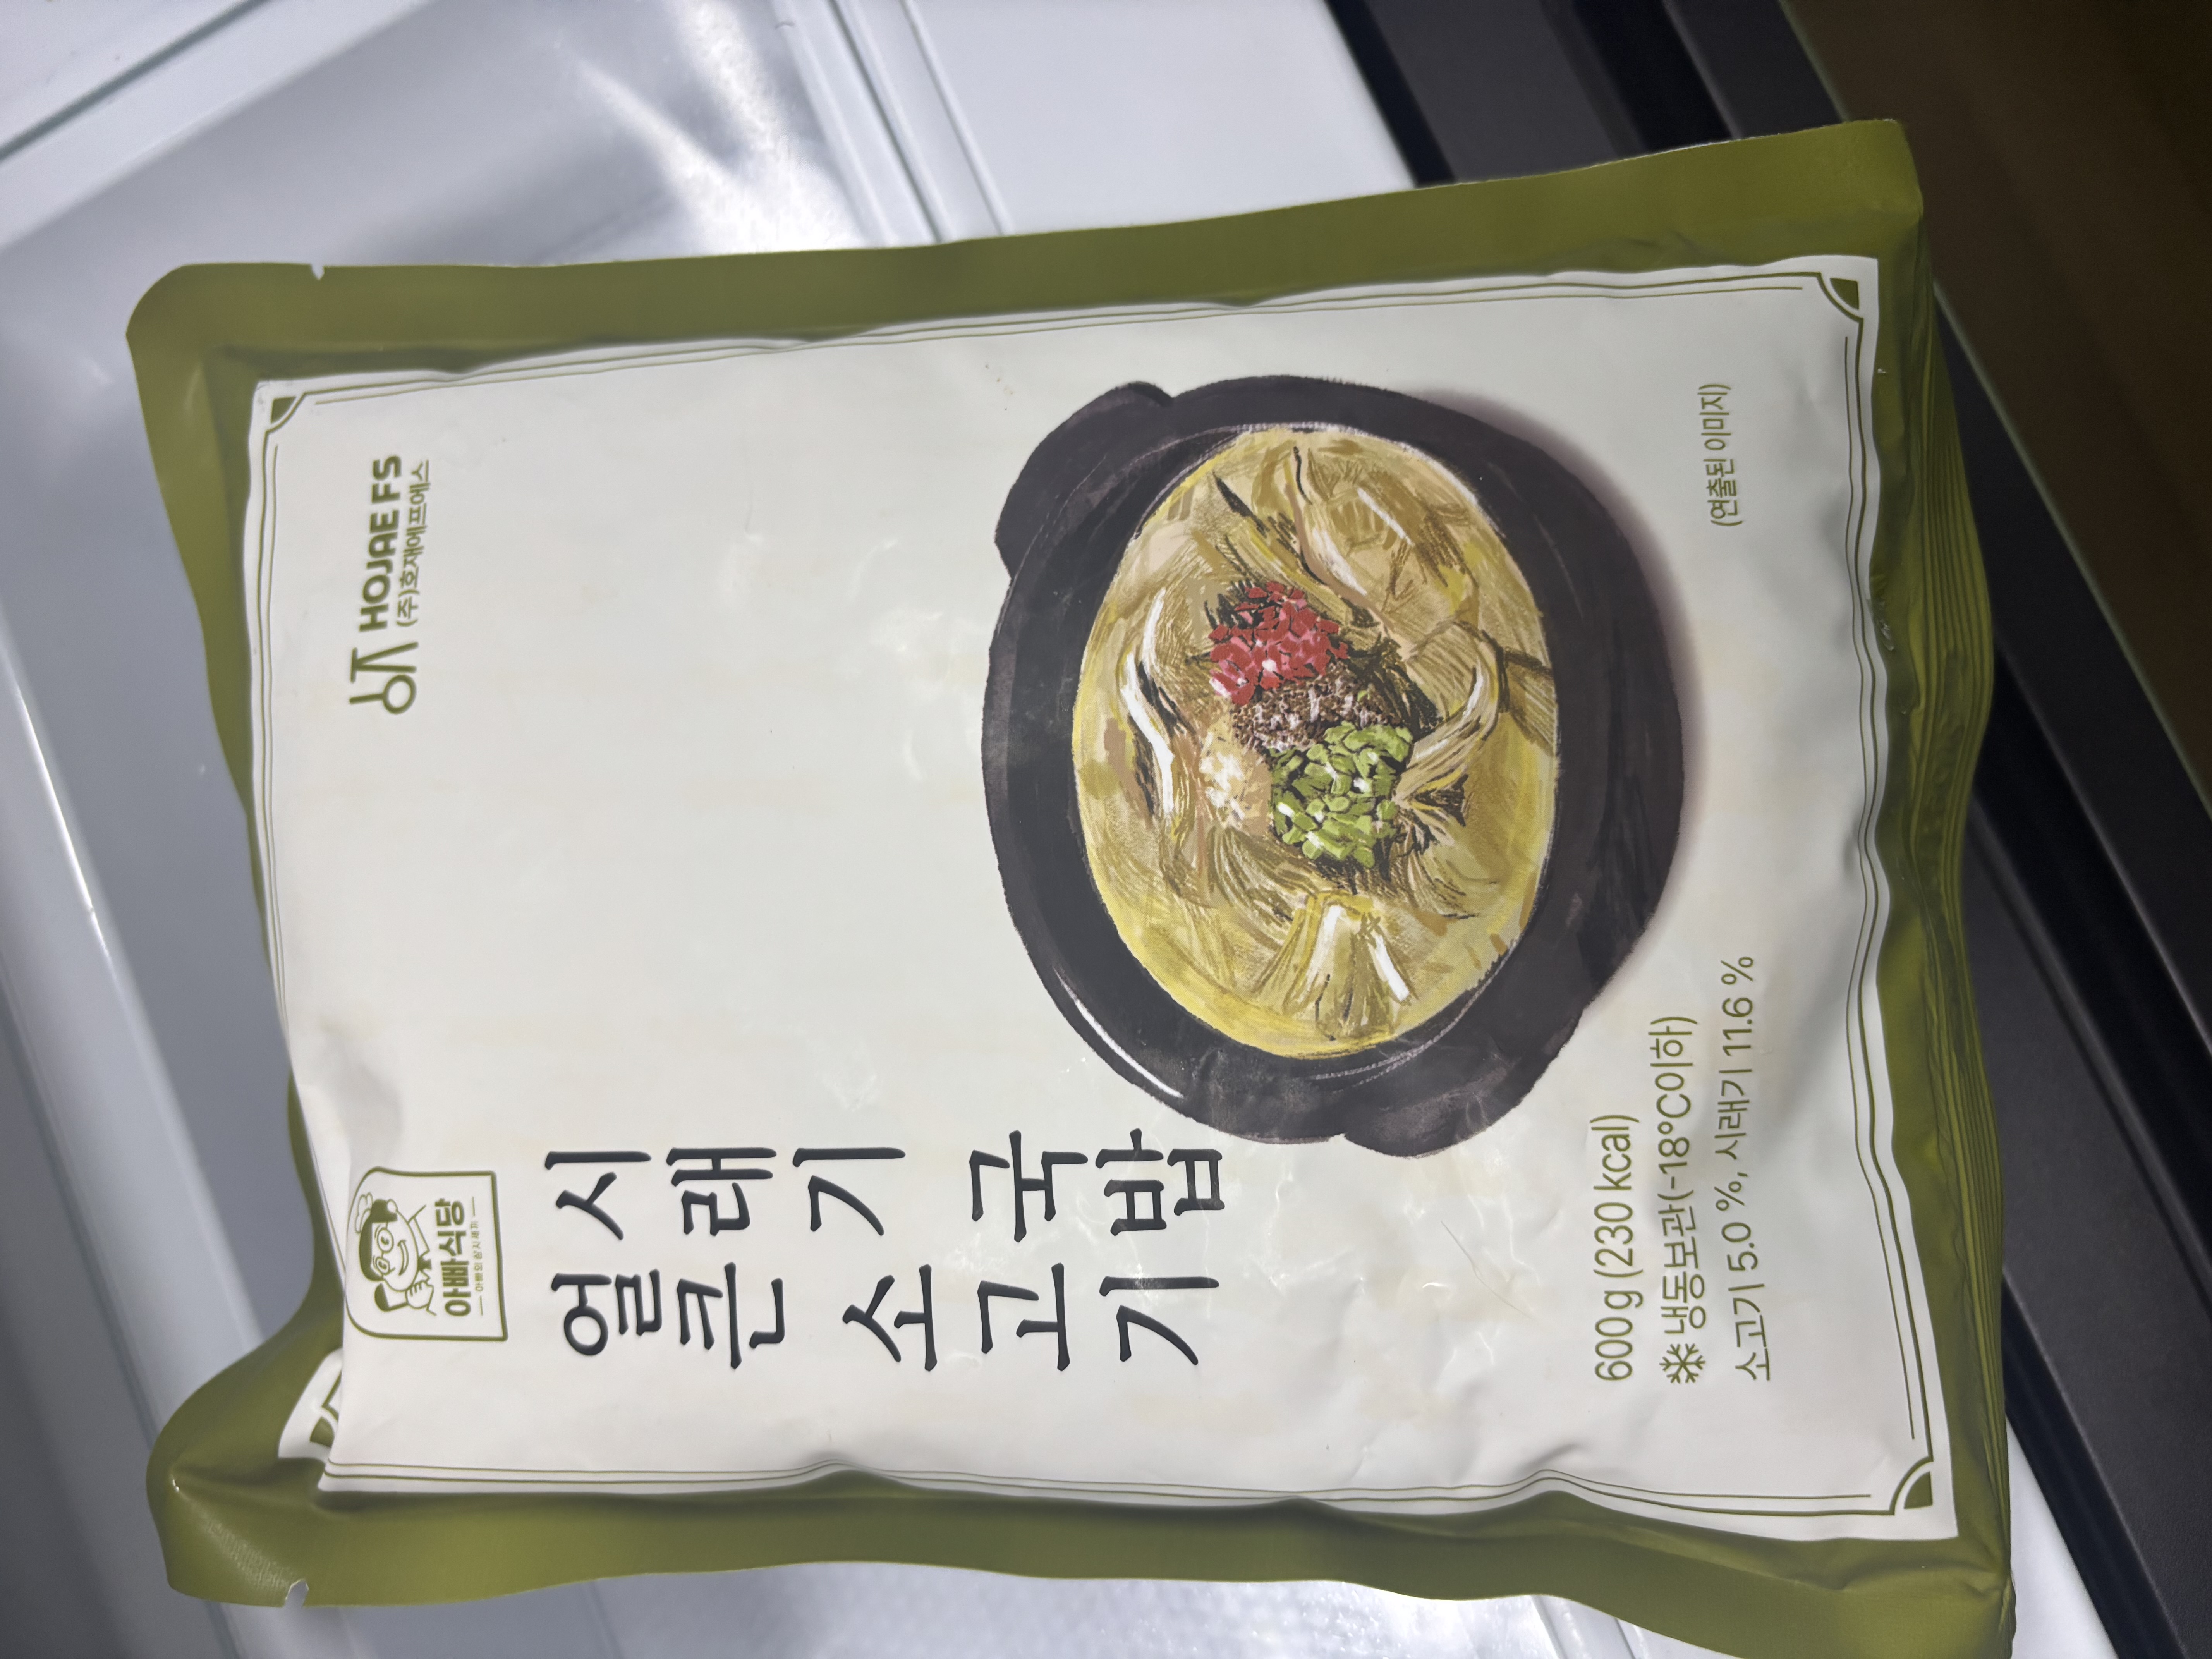 아빠식당
HOJAE FS
(주)호재에프에스
얼큰 소고기
시래기 국밥
600 g (230 kcal)
냉동보관(-18℃이하)
소고기 5.0 %, 시래기 11.6 %
(연출된 이미지)